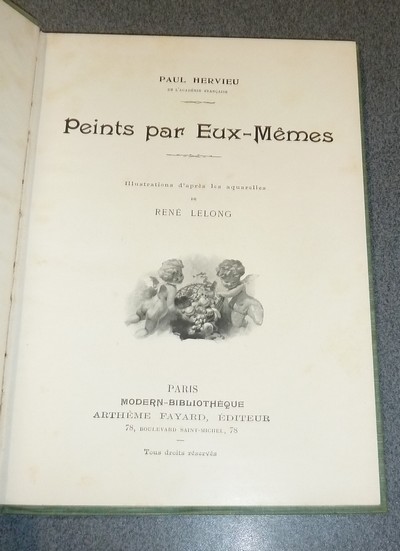 PAUL HERVIEU
DE L'ACADÉMIE FRANÇAISE
Peints par Eux-Mêmes
Illustrations d'après les aquarelles
DE
RENÉ LELONG
PARIS
MODERN-BIBLIOTHÈQUE
ARTHÈME FAYARD, ÉDITEUR
78, BOULEVARD SAINT-MICHEL, 78
Tous droits réservés